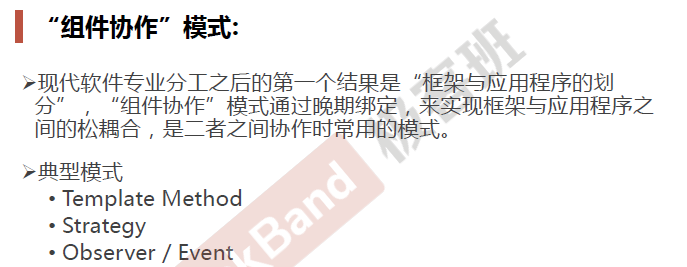 “组件协作”模式:
➢现代软件专业分工之后的第一个结果是“框架与应用程序的划
分”，“组件协作”模式通过晚期绑定，来实现框架与应用程序之
间的松耦合，是二者之间协作时常用的模式。
➢典型模式
• Template Method
• Strategy
• Observer / Event
kBand 极客班